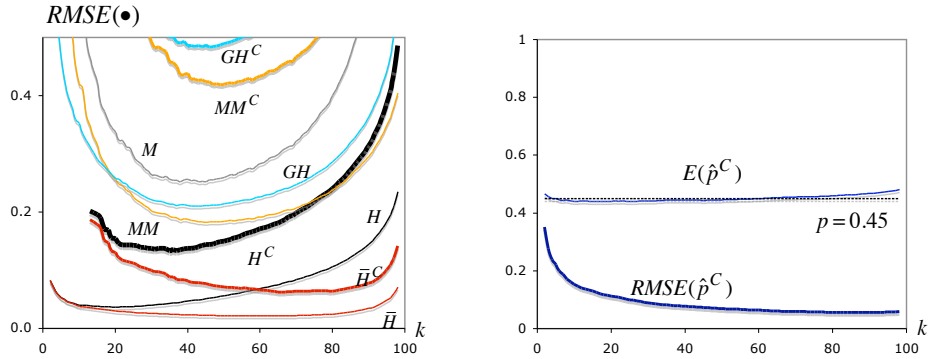 RMSE(●)
GH^C
MM^C
M
GH
MM
H
H^C
H̄^C
H̄
0.4
0.2
0.0
0 20 40 60 80 100 k
1
0.8
0.6
0.4
0.2
0
E(p̂^C)
p = 0.45
RMSE(p̂^C)
0 20 40 60 80 100 k